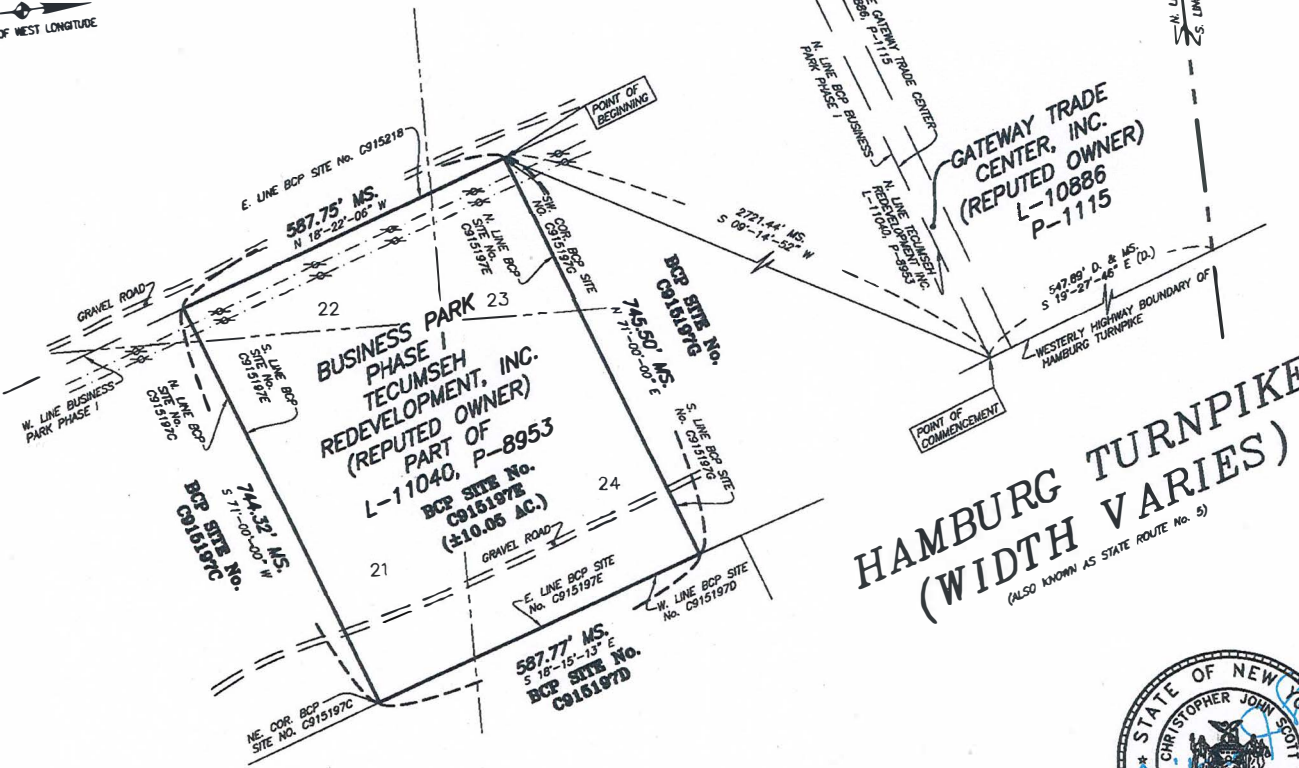 OF WEST LONGITUDE
E. LINE BCP SITE No. C915218
587.75' MS.
N 18°-22'-06" W
POINT OF
BEGINNING
GRAVEL ROAD
W. LINE BUSINESS
PARK PHASE I
N. LINE BCP
SITE No.
C915197C
S. LINE BCP
SITE No.
C915197E
N. LINE BCP
SITE No.
C915197E
SW. COR. BCP SITE
No. C915197G
22
23
BUSINESS PARK
PHASE I
TECUMSEH
REDEVELOPMENT, INC.
(REPUTED OWNER)
PART OF
L-11040, P-8953
BCP SITE No.
C915197E
(±10.05 AC.)
745.50' MS.
N 71°-00'-00" E
BCP SITE No.
C915197G
S. LINE BCP SITE
No. C915197G
744.32' MS.
S 71°-00'-00" W
BCP SITE No.
C915197C
21
24
GRAVEL ROAD
E. LINE BCP SITE
No. C915197E
W. LINE BCP SITE
No. C915197D
587.77' MS.
S 18°-15'-13" E
BCP SITE No.
C915197D
NE. COR. BCP
SITE NO. C915197C
2721.44' MS.
S 09°-14'-52" W
N. LINE BCP BUSINESS
PARK PHASE I
E GATEWAY TRADE CENTER
886, P-1115
N. LINE TECUMSEH
REDEVELOPMENT INC.
L-11040, P-8953
GATEWAY TRADE
CENTER, INC.
(REPUTED OWNER)
L-10886
P-1115
547.89' D. & MS.
S 19°-27'-46" E (D.)
WESTERLY HIGHWAY BOUNDARY OF
HAMBURG TURNPIKE
POINT OF
COMMENCEMENT
HAMBURG TURNPIKE
(WIDTH VARIES)
(ALSO KNOWN AS STATE ROUTE No. 5)
STATE OF NEW YO
CHRISTOPHER JOHN SCOTT